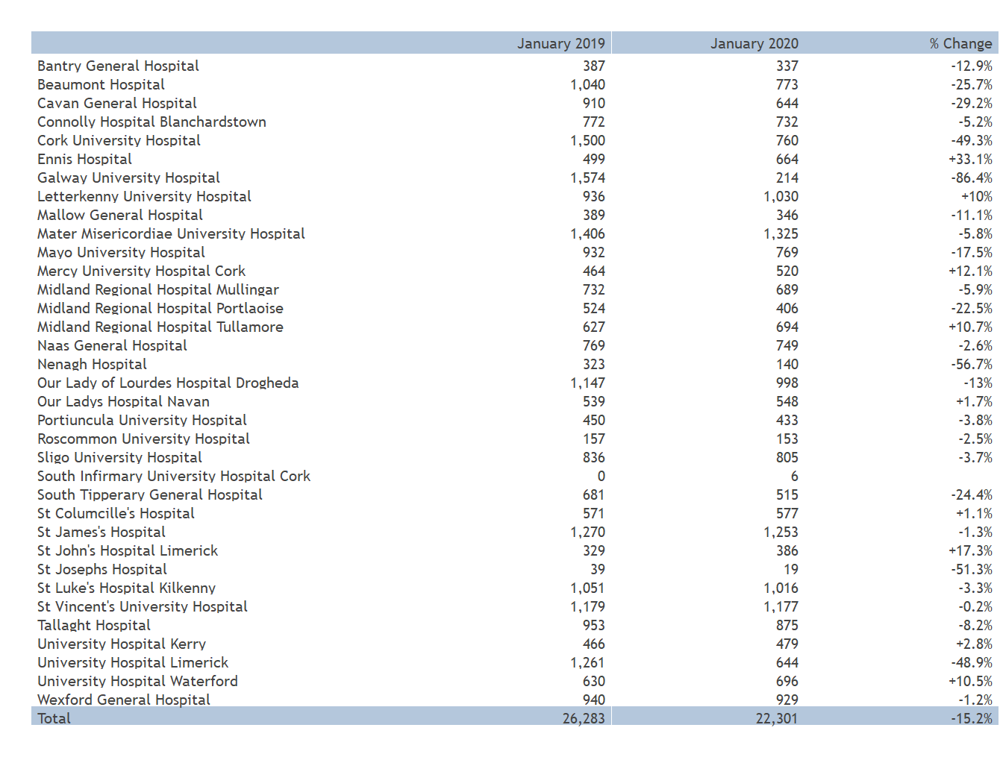 January 2019 January 2020 % Change
Bantry General Hospital 387 337 -12.9%
Beaumont Hospital 1,040 773 -25.7%
Cavan General Hospital 910 644 -29.2%
Connolly Hospital Blanchardstown 772 732 -5.2%
Cork University Hospital 1,500 760 -49.3%
Ennis Hospital 499 664 +33.1%
Galway University Hospital 1,574 214 -86.4%
Letterkenny University Hospital 936 1,030 +10%
Mallow General Hospital 389 346 -11.1%
Mater Misericordiae University Hospital 1,406 1,325 -5.8%
Mayo University Hospital 932 769 -17.5%
Mercy University Hospital Cork 464 520 +12.1%
Midland Regional Hospital Mullingar 732 689 -5.9%
Midland Regional Hospital Portlaoise 524 406 -22.5%
Midland Regional Hospital Tullamore 627 694 +10.7%
Naas General Hospital 769 749 -2.6%
Nenagh Hospital 323 140 -56.7%
Our Lady of Lourdes Hospital Drogheda 1,147 998 -13%
Our Ladys Hospital Navan 539 548 +1.7%
Portiuncula University Hospital 450 433 -3.8%
Roscommon University Hospital 157 153 -2.5%
Sligo University Hospital 836 805 -3.7%
South Infirmary University Hospital Cork 0 6
South Tipperary General Hospital 681 515 -24.4%
St Columcille's Hospital 571 577 +1.1%
St James's Hospital 1,270 1,253 -1.3%
St John's Hospital Limerick 329 386 +17.3%
St Josephs Hospital 39 19 -51.3%
St Luke's Hospital Kilkenny 1,051 1,016 -3.3%
St Vincent's University Hospital 1,179 1,177 -0.2%
Tallaght Hospital 953 875 -8.2%
University Hospital Kerry 466 479 +2.8%
University Hospital Limerick 1,261 644 -48.9%
University Hospital Waterford 630 696 +10.5%
Wexford General Hospital 940 929 -1.2%
Total 26,283 22,301 -15.2%